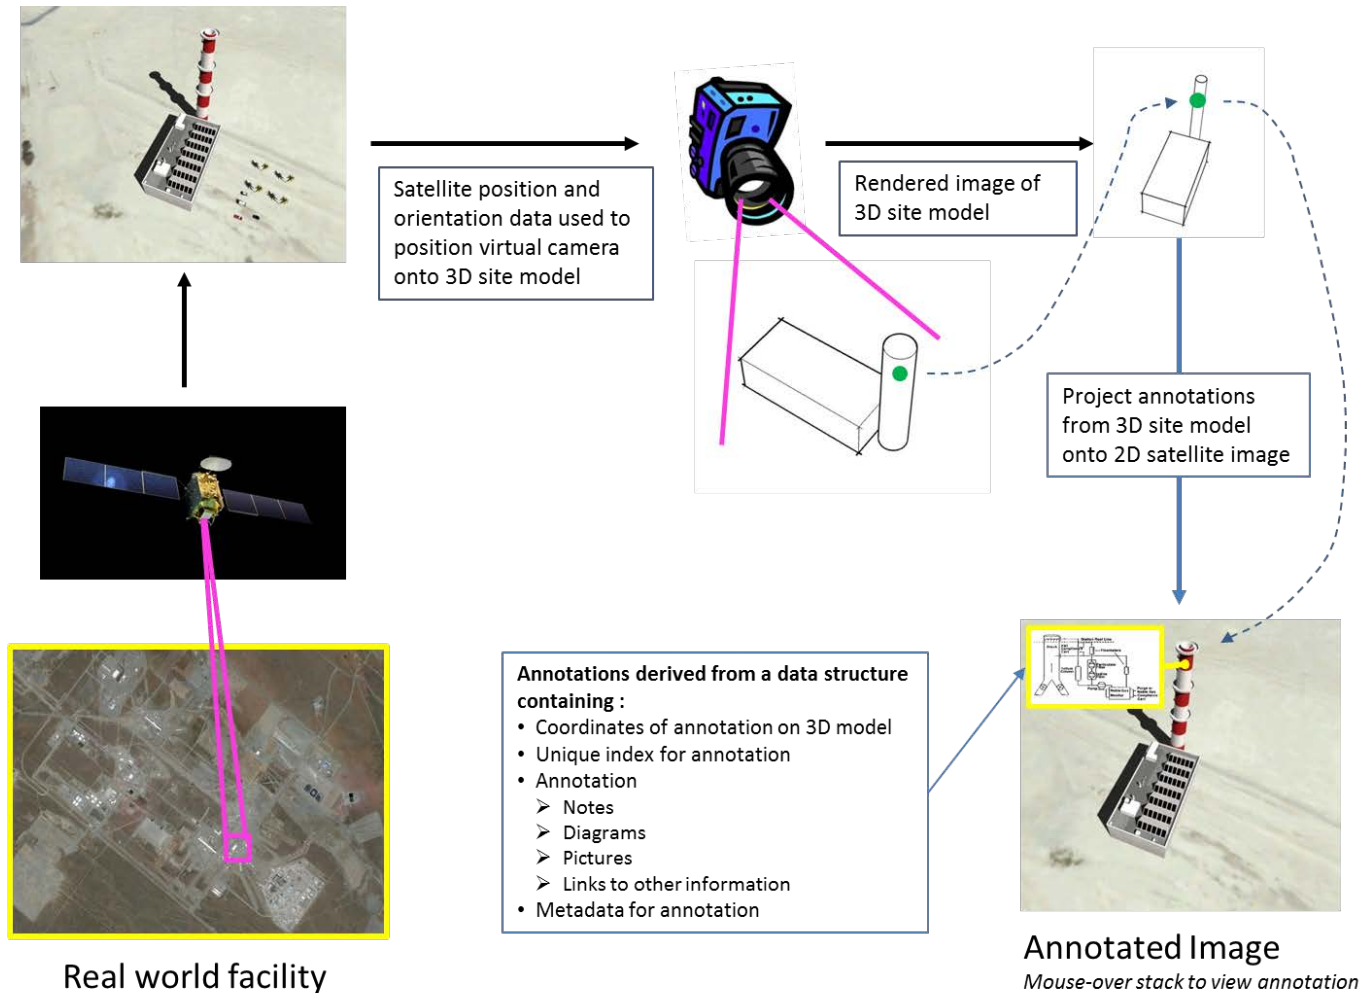 Satellite position and
orientation data used to
position virtual camera
onto 3D site model
Rendered image of
3D site model
Project annotations
from 3D site model
onto 2D satellite image
Annotations derived from a data structure
containing :
• Coordinates of annotation on 3D model
• Unique index for annotation
• Annotation
➢ Notes
➢ Diagrams
➢ Pictures
➢ Links to other information
• Metadata for annotation
Real world facility
Annotated Image
Mouse-over stack to view annotation